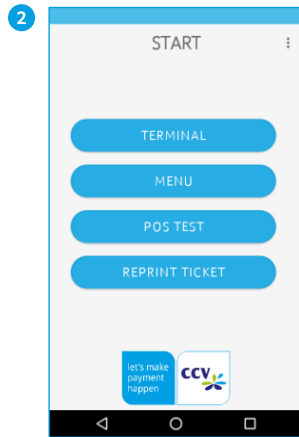 2
START
TERMINAL
MENU
POS TEST
REPRINT TICKET
let's make
payment
happen
CCV